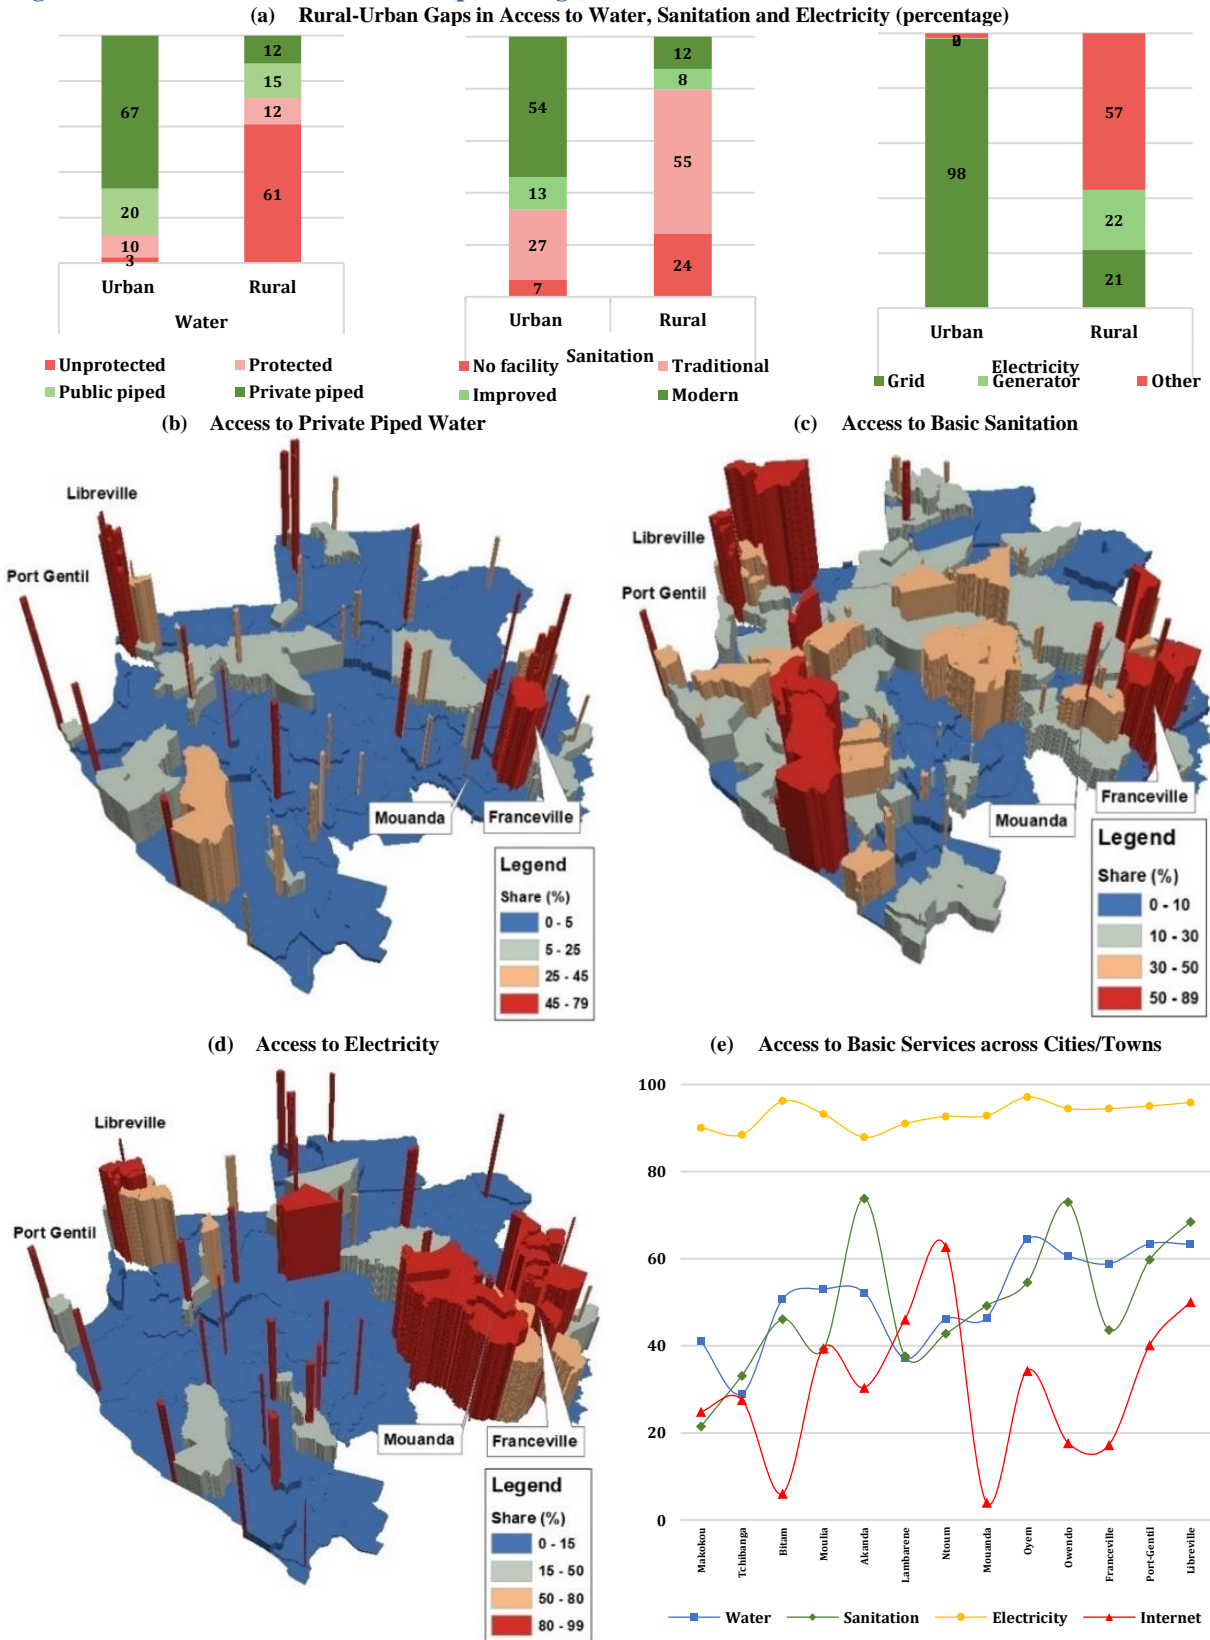 (a) Rural-Urban Gaps in Access to Water, Sanitation and Electricity (percentage)
12
15
12
61
67
20
10
3
Urban Rural
Water
Unprotected Protected
Public piped Private piped
12
8
55
24
54
13
27
7
Urban Rural
Sanitation
No facility Traditional
Improved Modern
2
0
98
57
22
21
Urban Rural
Electricity
Grid Generator Other
(b) Access to Private Piped Water
Libreville
Port Gentil
Mouanda
Franceville
Legend
Share (%)
0 - 5
5 - 25
25 - 45
45 - 79
(c) Access to Basic Sanitation
Libreville
Port Gentil
Franceville
Mouanda
Legend
Share (%)
0 - 10
10 - 30
30 - 50
50 - 89
(d) Access to Electricity
Libreville
Port Gentil
Mouanda
Franceville
Legend
Share (%)
0 - 15
15 - 50
50 - 80
80 - 99
(e) Access to Basic Services across Cities/Towns
100
80
60
40
20
0
Makokou
Tchibanga
Bitam
Moulia
Akanda
Lambarene
Ntoum
Mouanda
Oyem
Owendo
Franceville
Port-Gentil
Libreville
Water Sanitation Electricity Internet